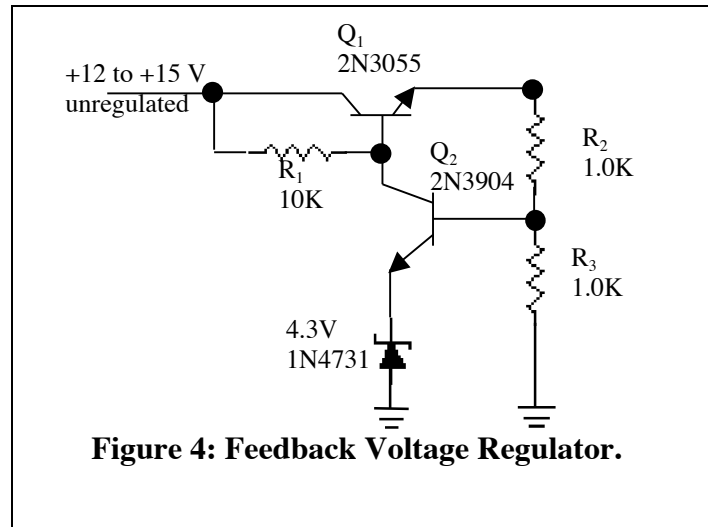 Q₁
2N3055
+12 to +15 V
unregulated
R₁
10K
Q₂
2N3904
R₂
1.0K
R₃
1.0K
4.3V
1N4731
Figure 4: Feedback Voltage Regulator.